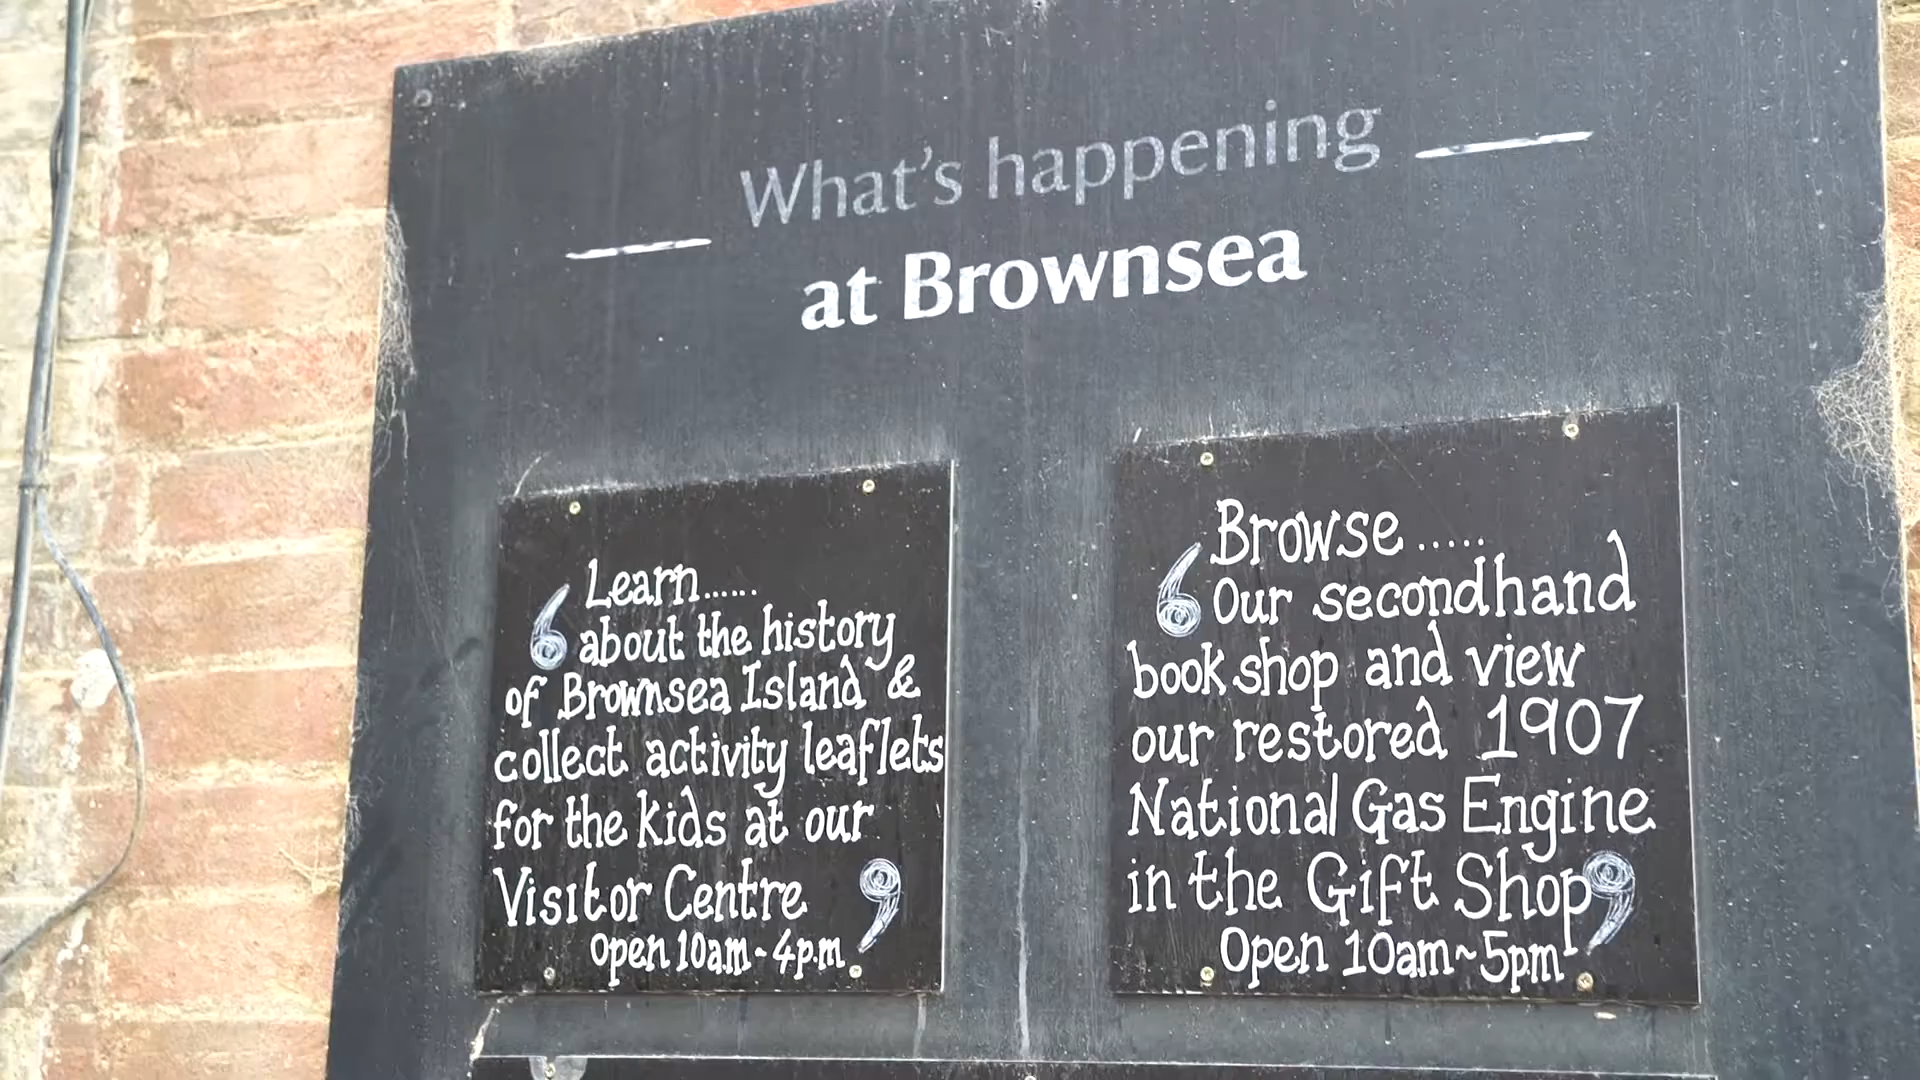 What's happening
at Brownsea
Learn......
about the history
of Brownsea Island &
collect activity leaflets
for the kids at our
Visitor Centre
Open 10am - 4p.m
Browse .....
Our secondhand
book shop and view
our restored 1907
National Gas Engine
in the Gift Shop
Open 10am~5pm